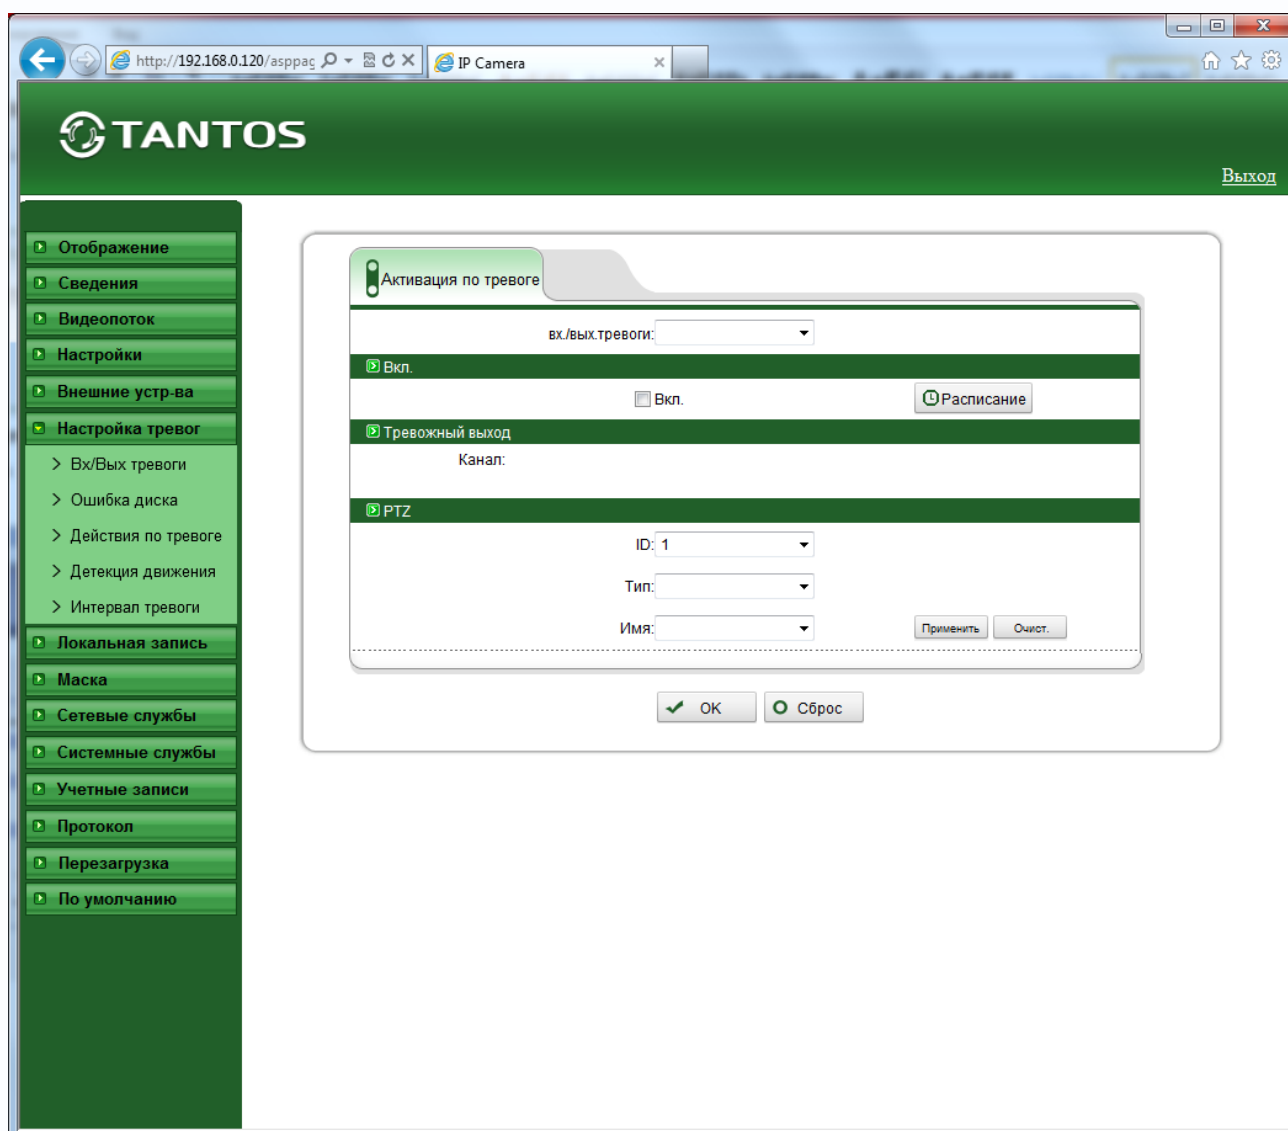 http://192.168.0.120/asppag
IP Camera
TANTOS
Выход
Отображение
Сведения
Видеопоток
Настройки
Внешние устр-ва
Настройка тревог
Вх/Вых тревоги
Ошибка диска
Действия по тревоге
Детекция движения
Интервал тревоги
Локальная запись
Маска
Сетевые службы
Системные службы
Учетные записи
Протокол
Перезагрузка
По умолчанию
Активация по тревоге
вх./вых.тревоги:
Вкл.
Вкл.
Расписание
Тревожный выход
Канал:
PTZ
ID: 1
Тип:
Имя:
Применить
Очист.
OK
Сброс